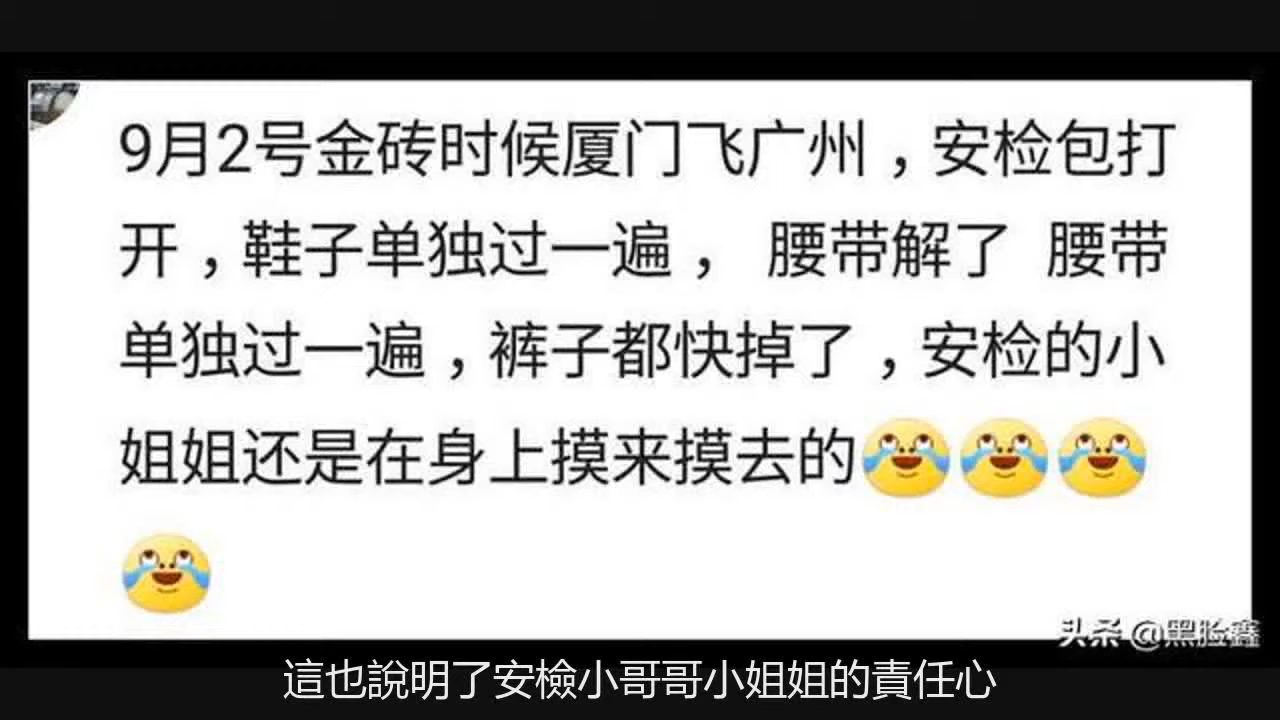 9月2号金砖时候厦门飞广州，安检包打
开，鞋子单独过一遍， 腰带解了 腰带
单独过一遍，裤子都快掉了，安检的小
姐姐还是在身上摸来摸去的😂😂😂
😂
头条 @黑脸鑫
這也說明了安檢小哥哥小姐姐的責任心